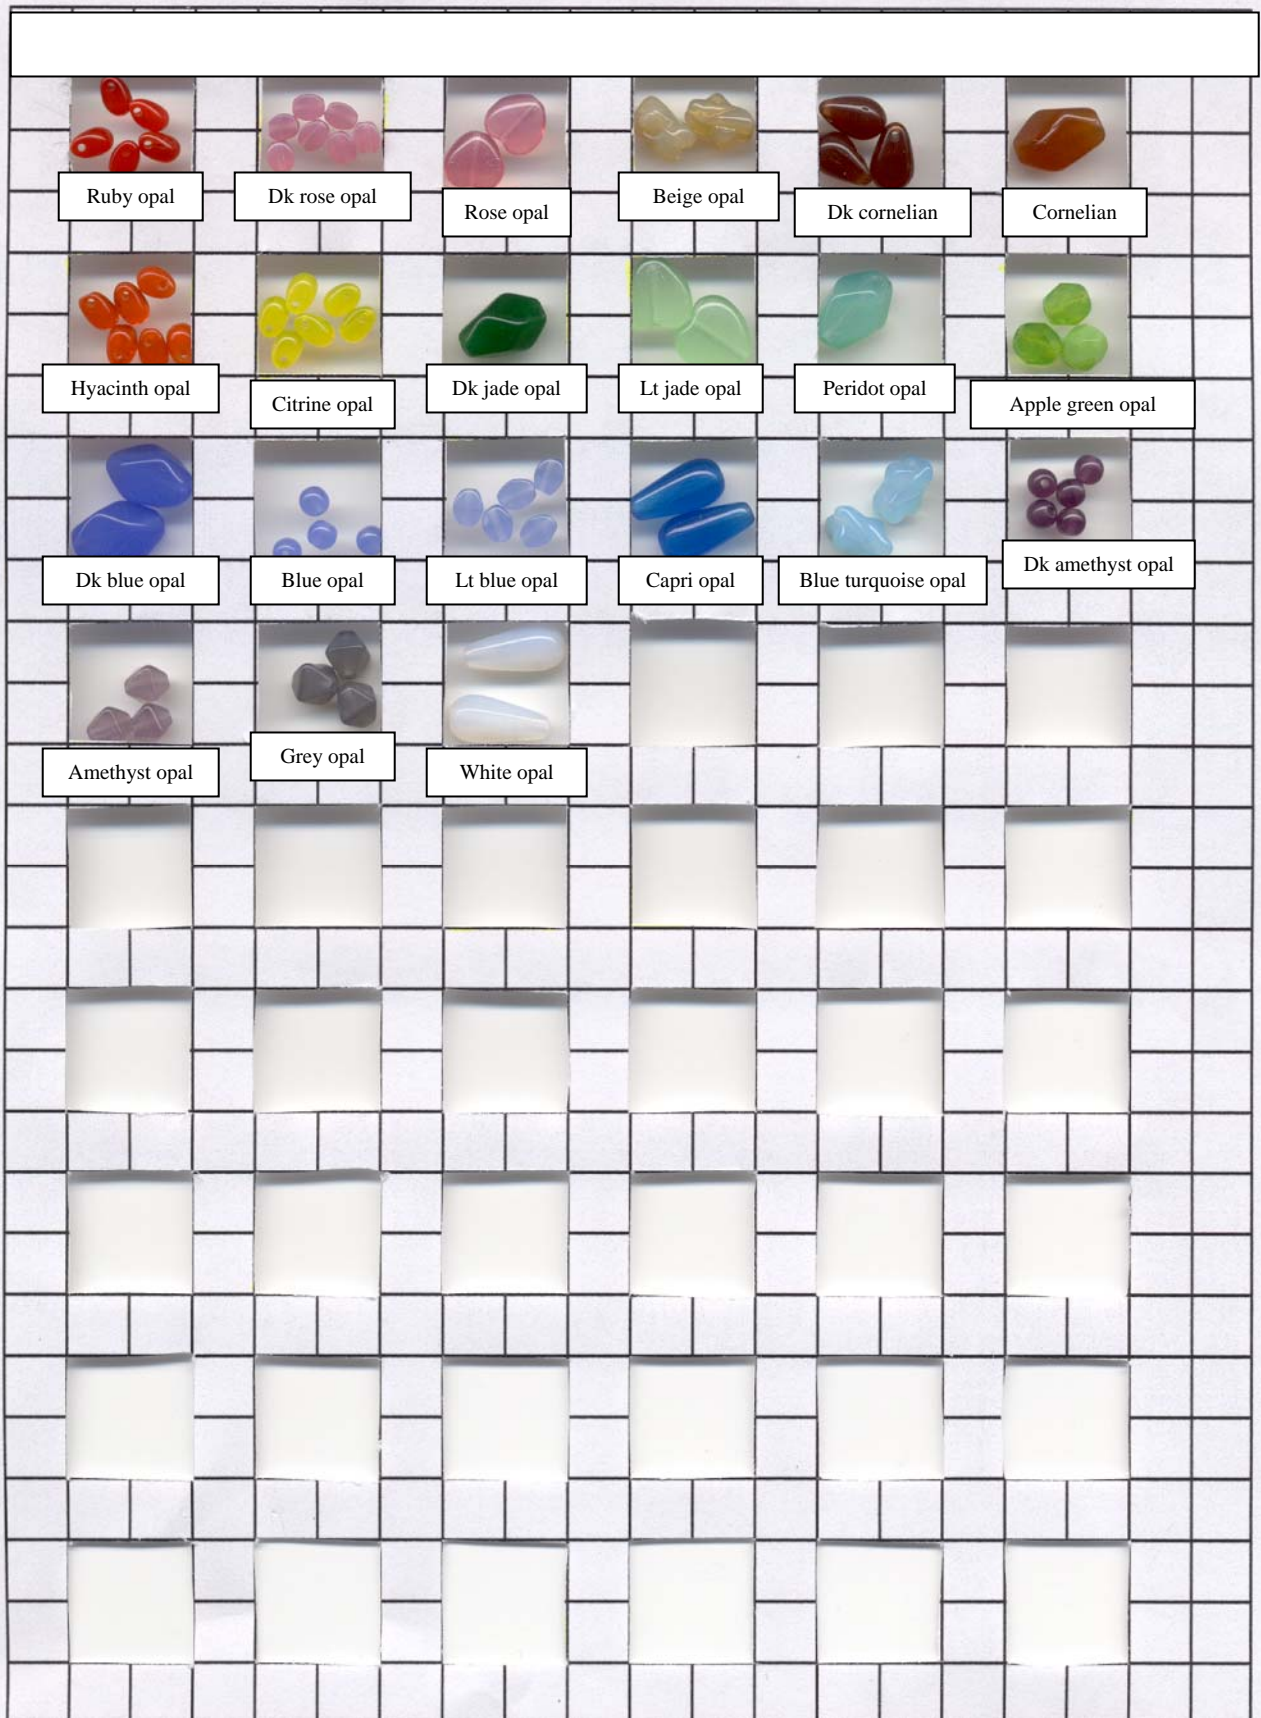 Ruby opal
Dk rose opal
Rose opal
Beige opal
Dk cornelian
Cornelian
Hyacinth opal
Citrine opal
Dk jade opal
Lt jade opal
Peridot opal
Apple green opal
Dk blue opal
Blue opal
Lt blue opal
Capri opal
Blue turquoise opal
Dk amethyst opal
Amethyst opal
Grey opal
White opal